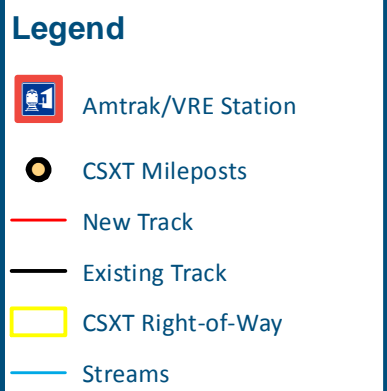 Legend
Amtrak/VRE Station
CSXT Mileposts
New Track
Existing Track
CSXT Right-of-Way
Streams